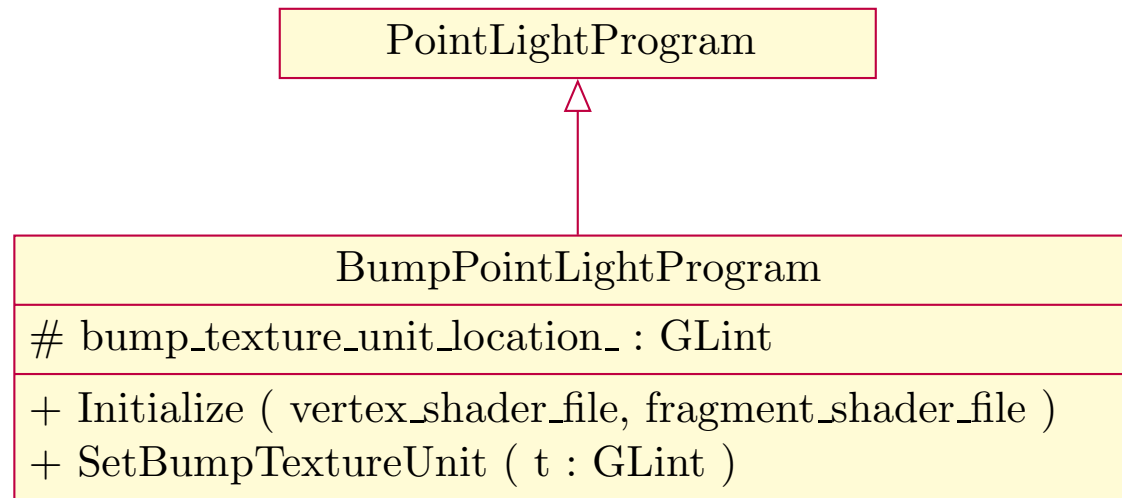 PointLightProgram
BumpPointLightProgram
# bump_texture_unit_location_ : GLint
+ Initialize ( vertex_shader_file, fragment_shader_file )
+ SetBumpTextureUnit ( t : GLint )